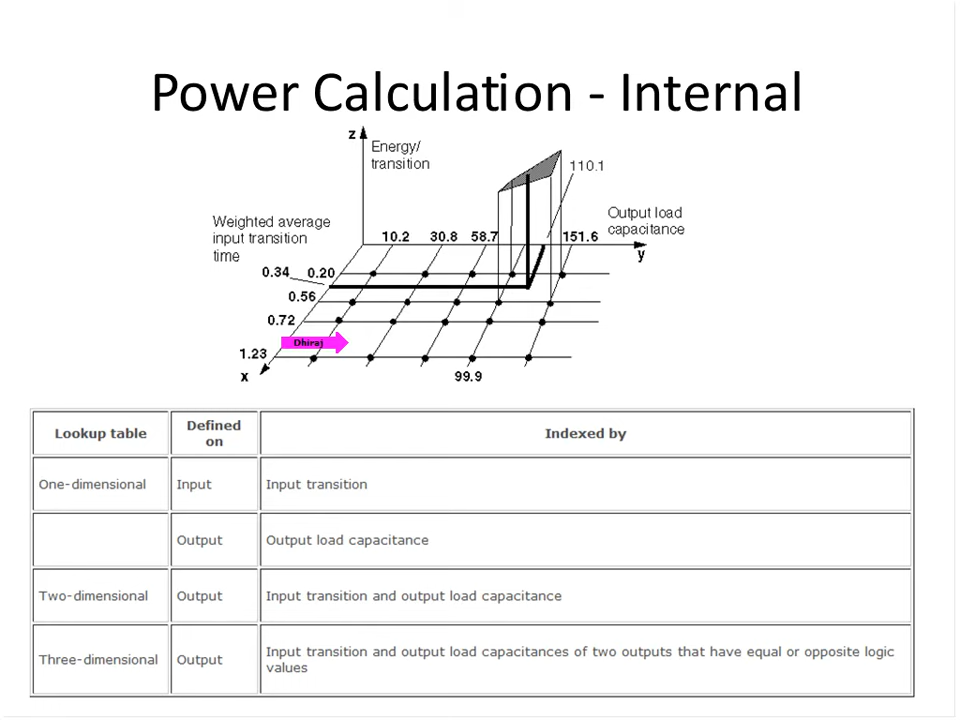 Power Calculation - Internal
z
Energy/
transition
110.1
Weighted average
input transition
time
Output load
capacitance
10.2 30.8 58.7 151.6
y
0.34 0.20
0.56
0.72
Dhiraj
1.23
x
99.9
Lookup table
Defined
on
Indexed by
One-dimensional Input Input transition
Output Output load capacitance
Two-dimensional Output Input transition and output load capacitance
Three-dimensional Output Input transition and output load capacitances of two outputs that have equal or opposite logic
values